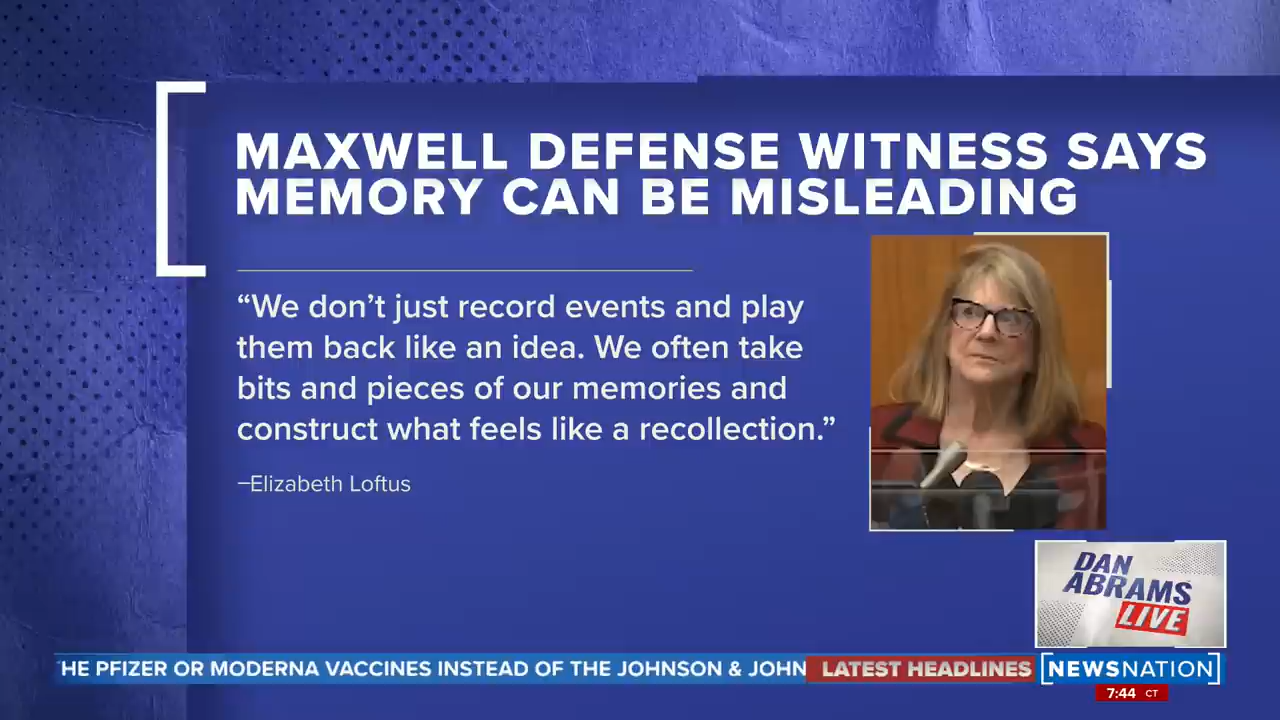 MAXWELL DEFENSE WITNESS SAYS
MEMORY CAN BE MISLEADING
“We don’t just record events and play
them back like an idea. We often take
bits and pieces of our memories and
construct what feels like a recollection.”
–Elizabeth Loftus
DAN
ABRAMS
LIVE
HE PFIZER OR MODERNA VACCINES INSTEAD OF THE JOHNSON & JOHN
LATEST HEADLINES
NEWSNATION
7:44 CT